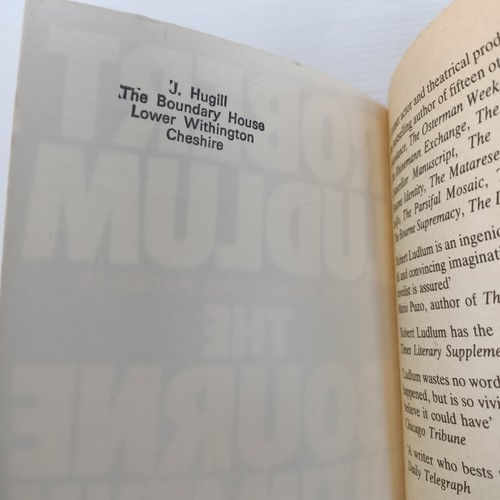 J. Hugill
The Boundary House
Lower Withington
Cheshire
ROBERT
LUDLUM
THE
BOURNE
actor and theatrical prod
selling author of fifteen ot
The Osterman Week
Exchange, The
Manuscript, The
Identity, The Matarese
The Parsifal Mosaic,
Bourne Supremacy, The
Robert Ludlum is an ingenio
and convincing imaginati
novelist is assured'
Mario Puzo, author of Th
Robert Ludlum has the
Times Literary Suppleme
'Ludlum wastes no word
happened, but is so vivi
believe it could have'
Chicago Tribune
'A writer who bests
Daily Telegraph